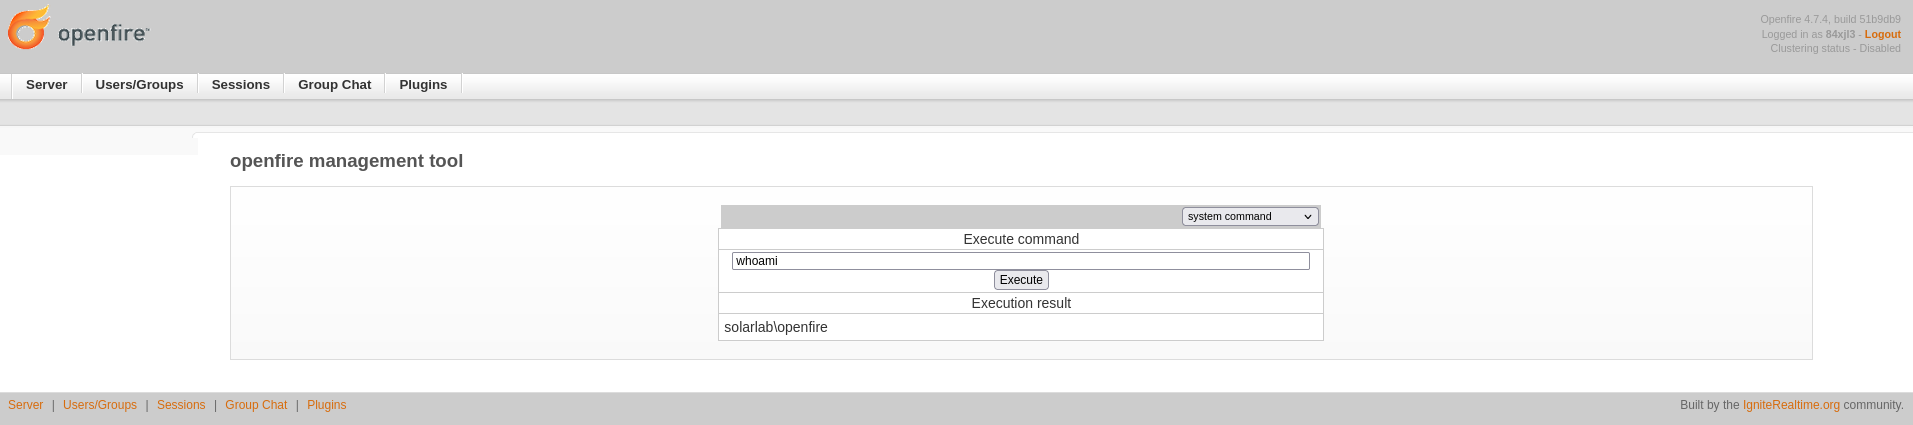 openfire™
Openfire 4.7.4, build 51b9db9
Logged in as 84xjl3 - Logout
Clustering status - Disabled
Server Users/Groups Sessions Group Chat Plugins
openfire management tool
system command
Execute command
whoami
Execute
Execution result
solarlab\openfire
Server | Users/Groups | Sessions | Group Chat | Plugins
Built by the IgniteRealtime.org community.